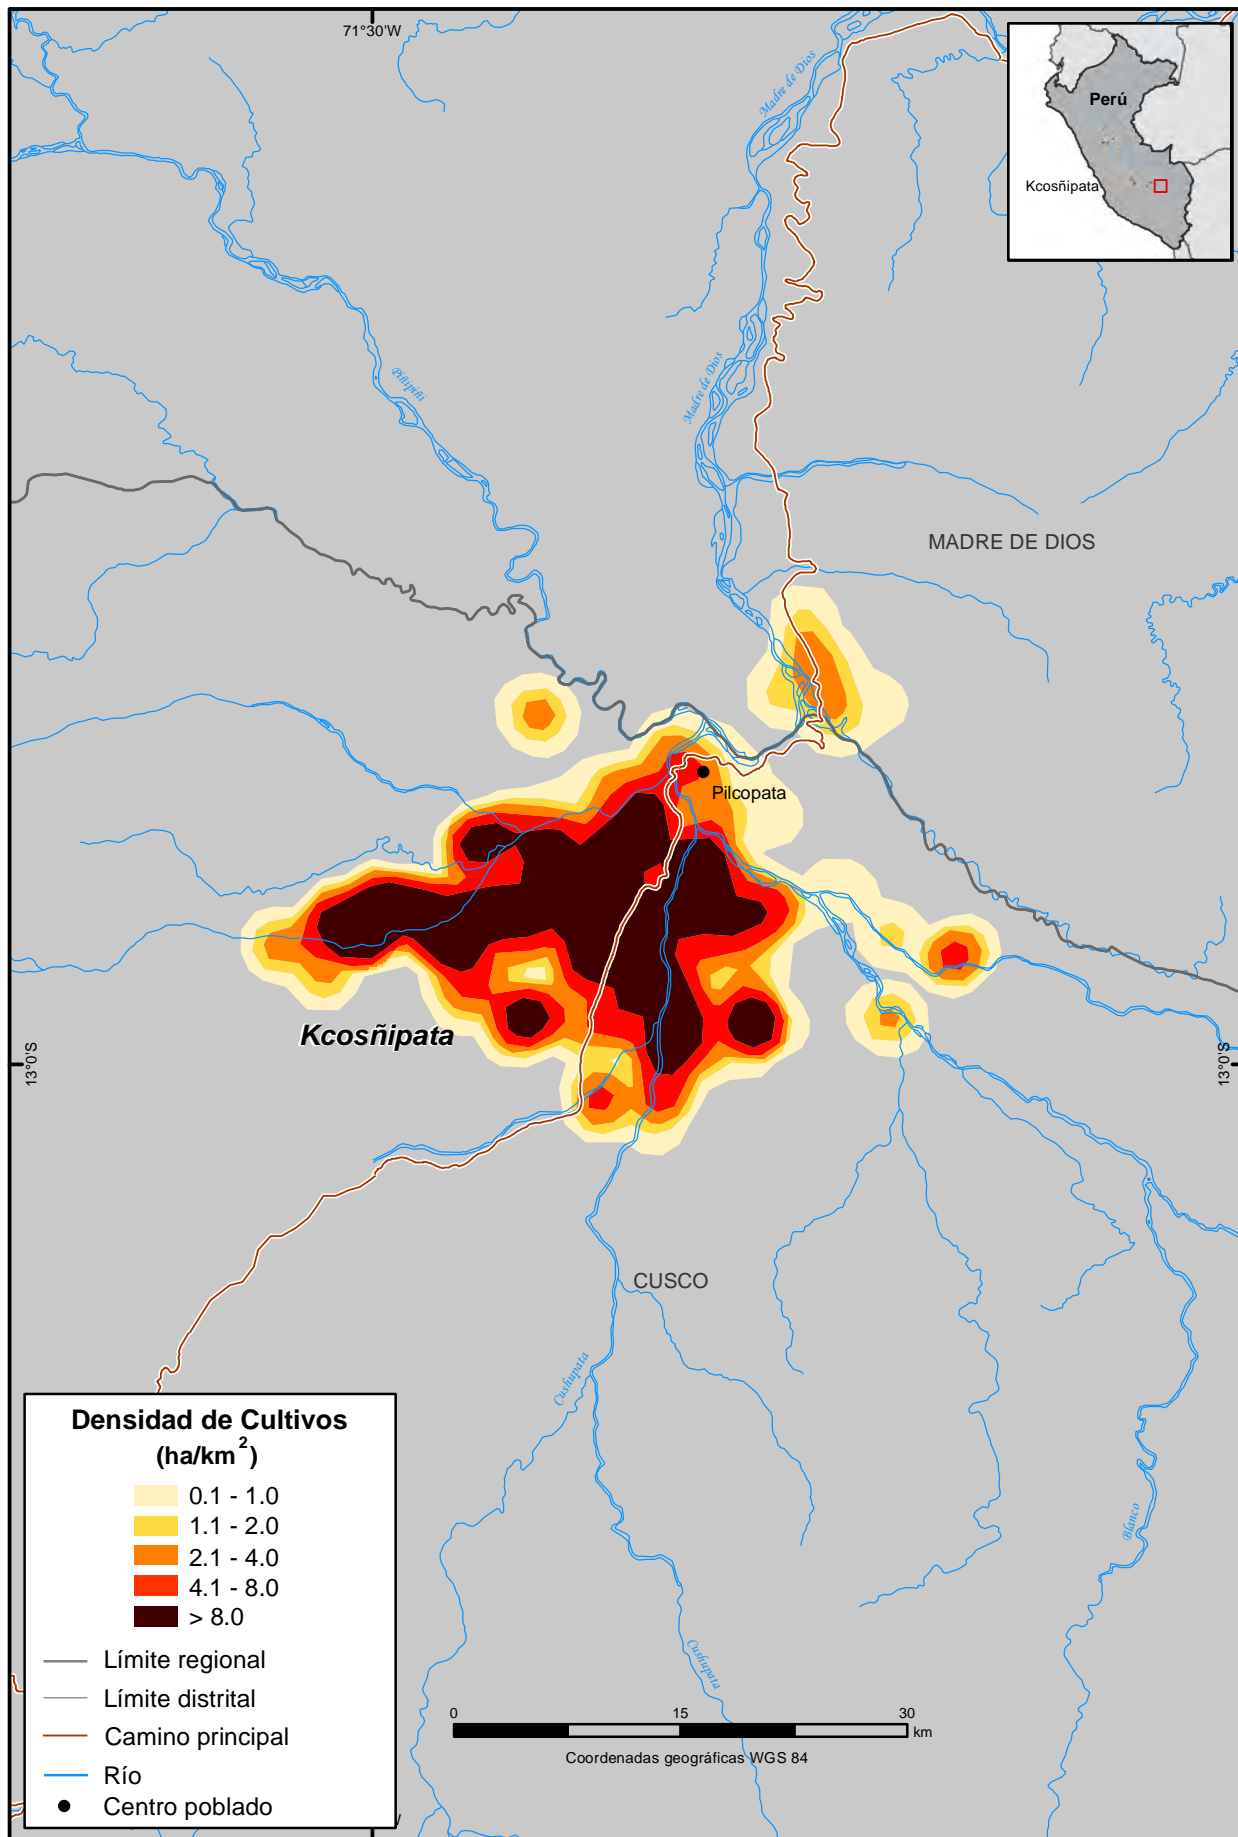 71°30'W
Madre de Dios
Perú
Kcosñipata
Piñipiñi
Madre de Dios
MADRE DE DIOS
Pilcopata
Kcosñipata
13°0'S
13°0'S
CUSCO
Cushupata
Blanco
Cushupata
Densidad de Cultivos
(ha/km²)
0.1 - 1.0
1.1 - 2.0
2.1 - 4.0
4.1 - 8.0
> 8.0
Límite regional
Límite distrital
Camino principal
Río
Centro poblado
0 15 30
km
Coordenadas geográficas WGS 84